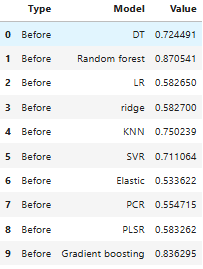 Type Model Value
0 Before DT 0.724491
1 Before Random forest 0.870541
2 Before LR 0.582650
3 Before ridge 0.582700
4 Before KNN 0.750239
5 Before SVR 0.711064
6 Before Elastic 0.533622
7 Before PCR 0.554715
8 Before PLSR 0.583262
9 Before Gradient boosting 0.836295